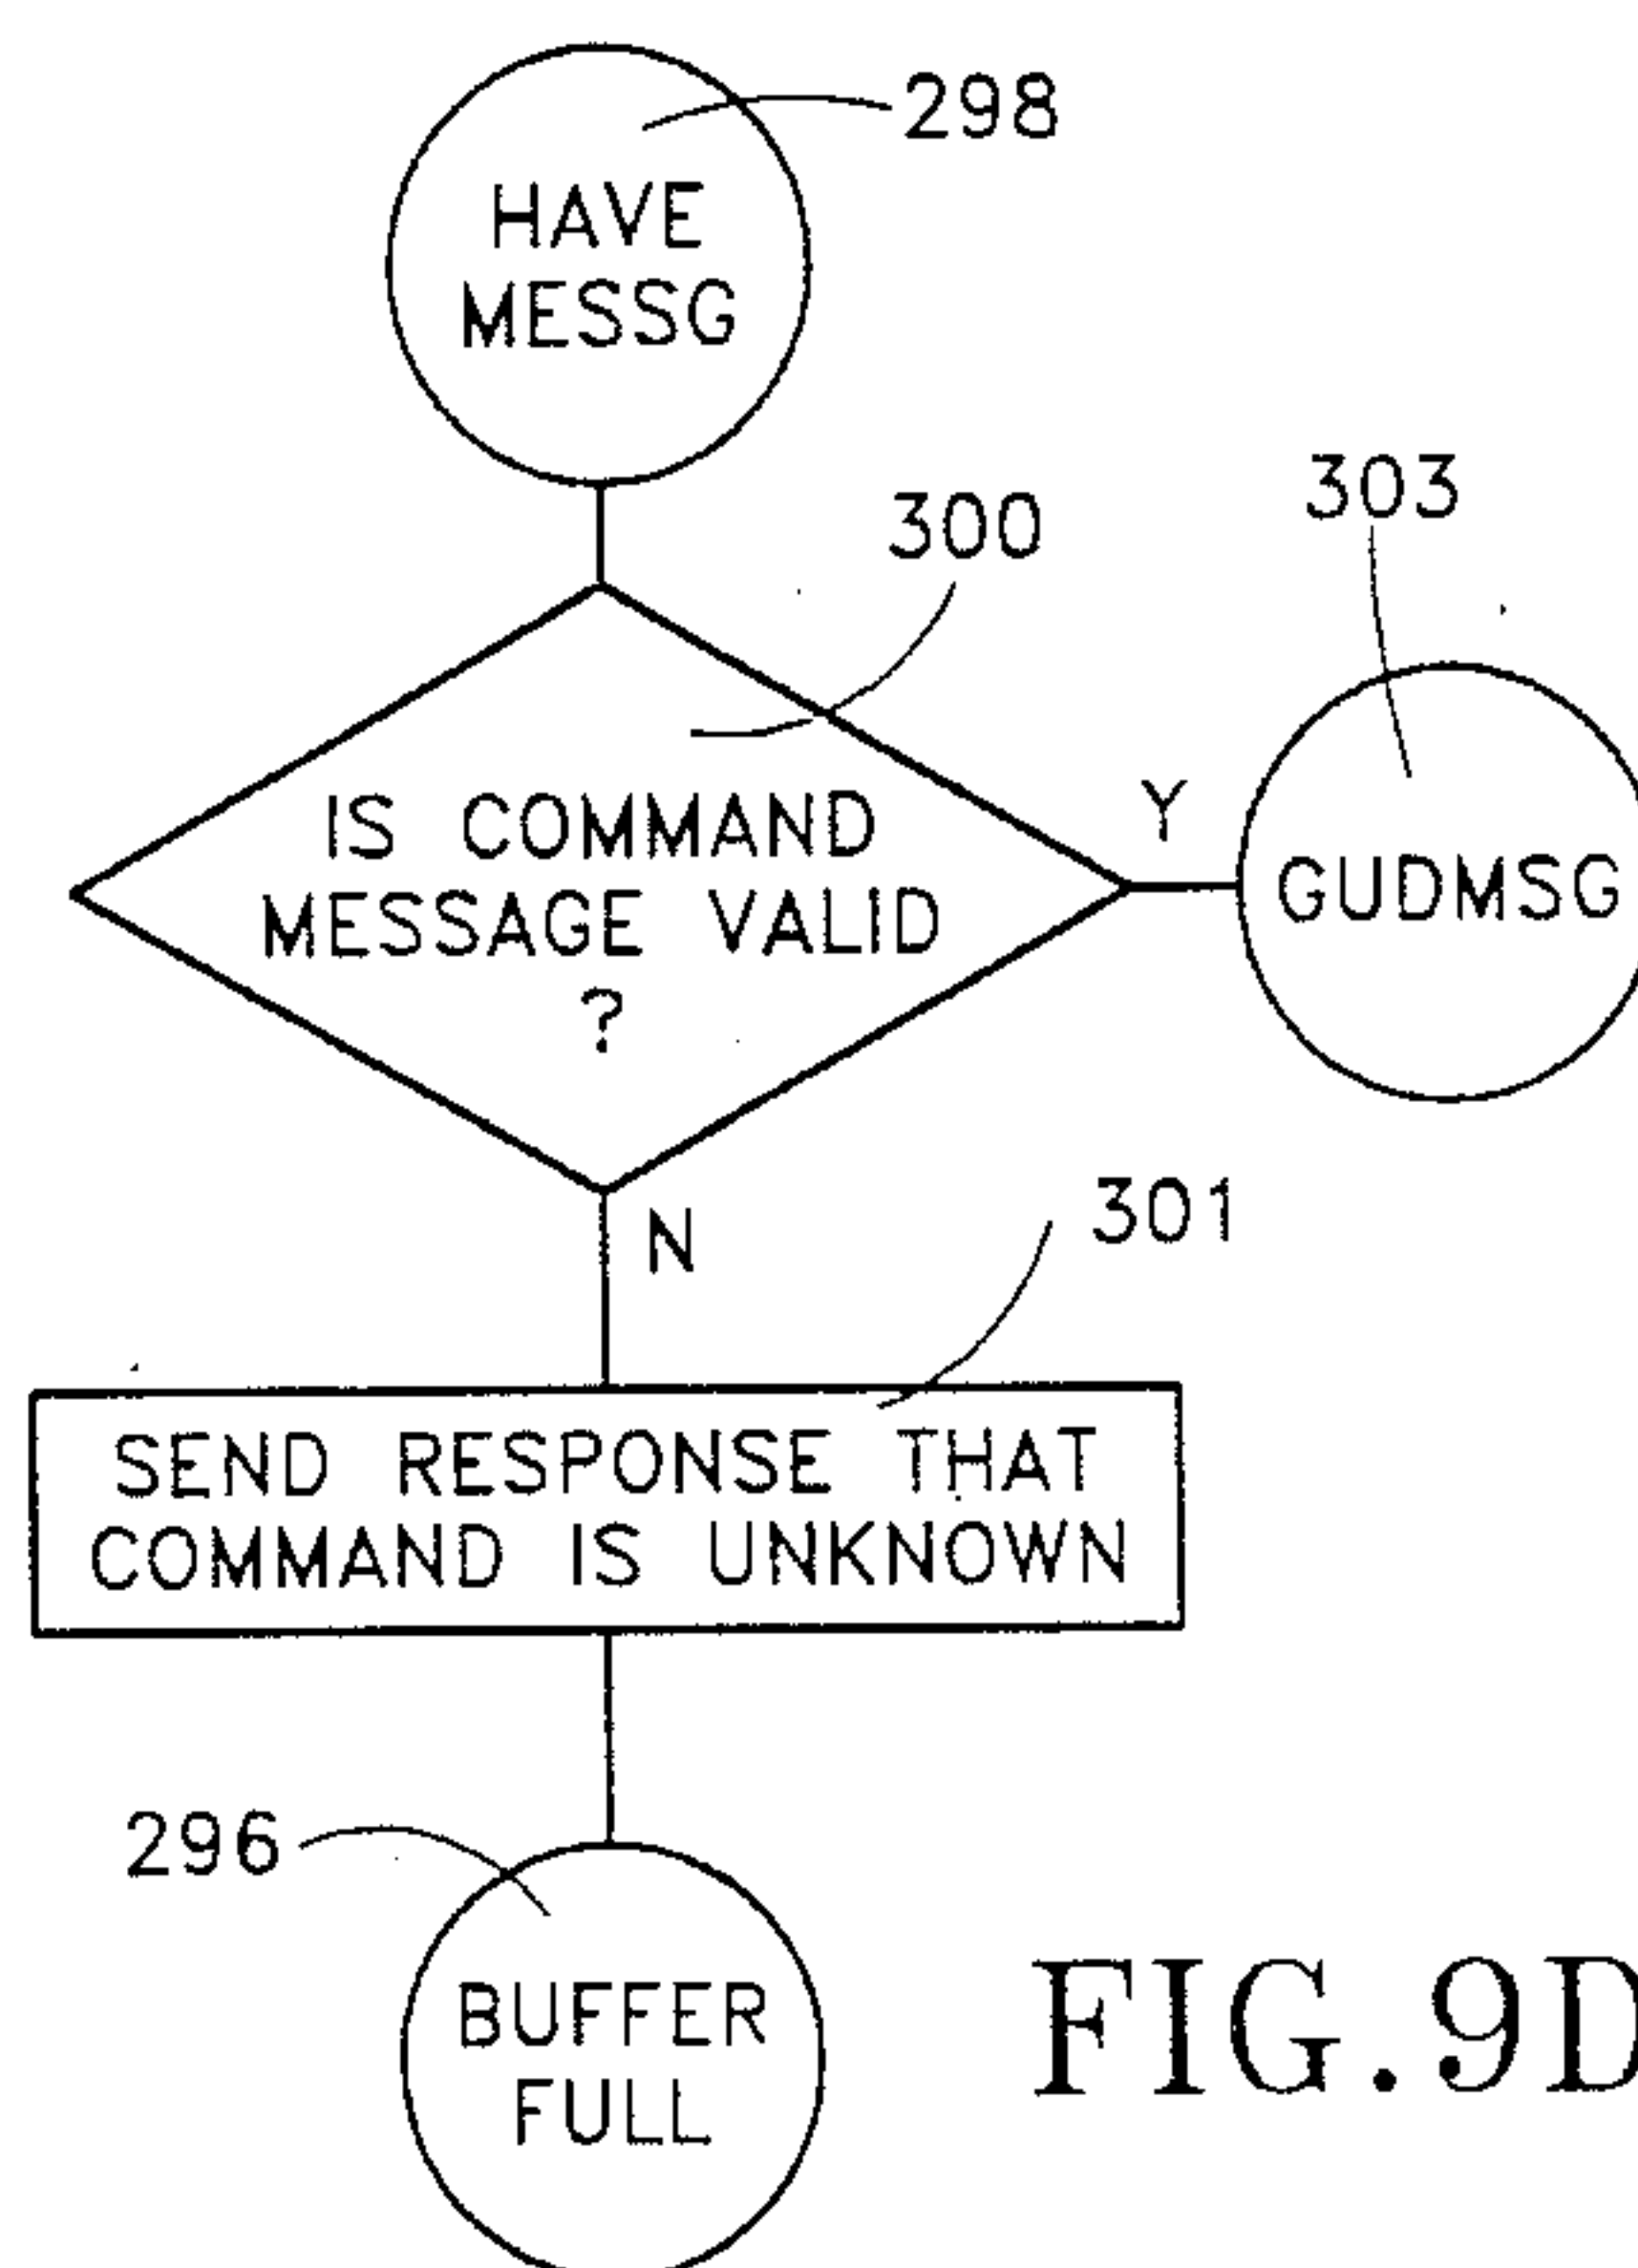 298
HAVE
MESSG
300
303
IS COMMAND
MESSAGE VALID
?
Y
GUDMSG
N
301
SEND RESPONSE THAT
COMMAND IS UNKNOWN
296
BUFFER
FULL
FIG.9D